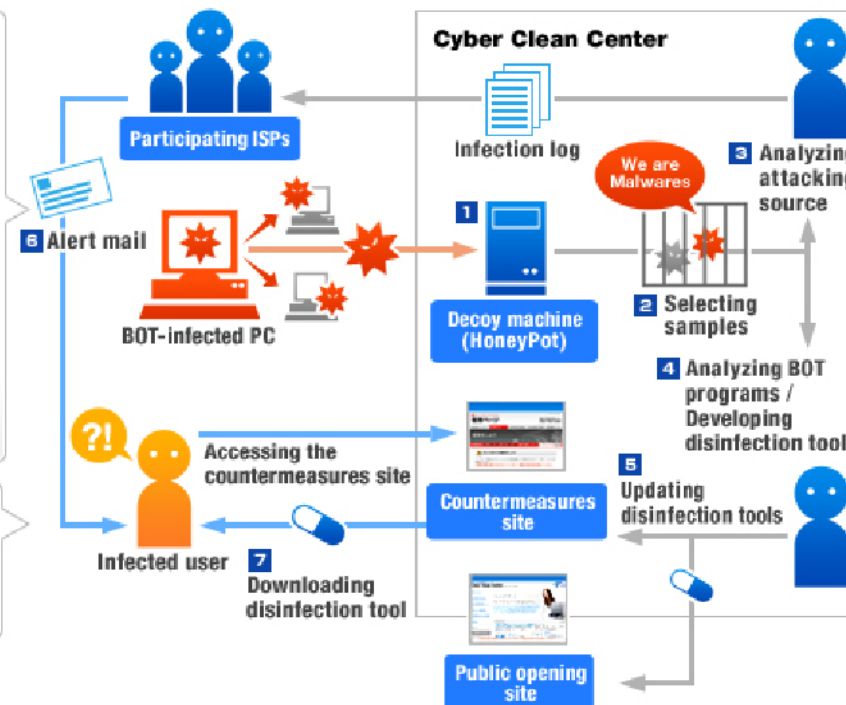 Cyber Clean Center
Participating ISPs
Infection log
We are
Malwares
3 Analyzing
attacking
source
6 Alert mail
1
BOT-infected PC
Decoy machine
(HoneyPot)
2 Selecting
samples
4 Analyzing BOT
programs /
Developing
disinfection tool
?!
Accessing the
countermeasures site
5
Updating
disinfection tools
Countermeasures
site
Infected user
7
Downloading
disinfection tool
Public opening
site